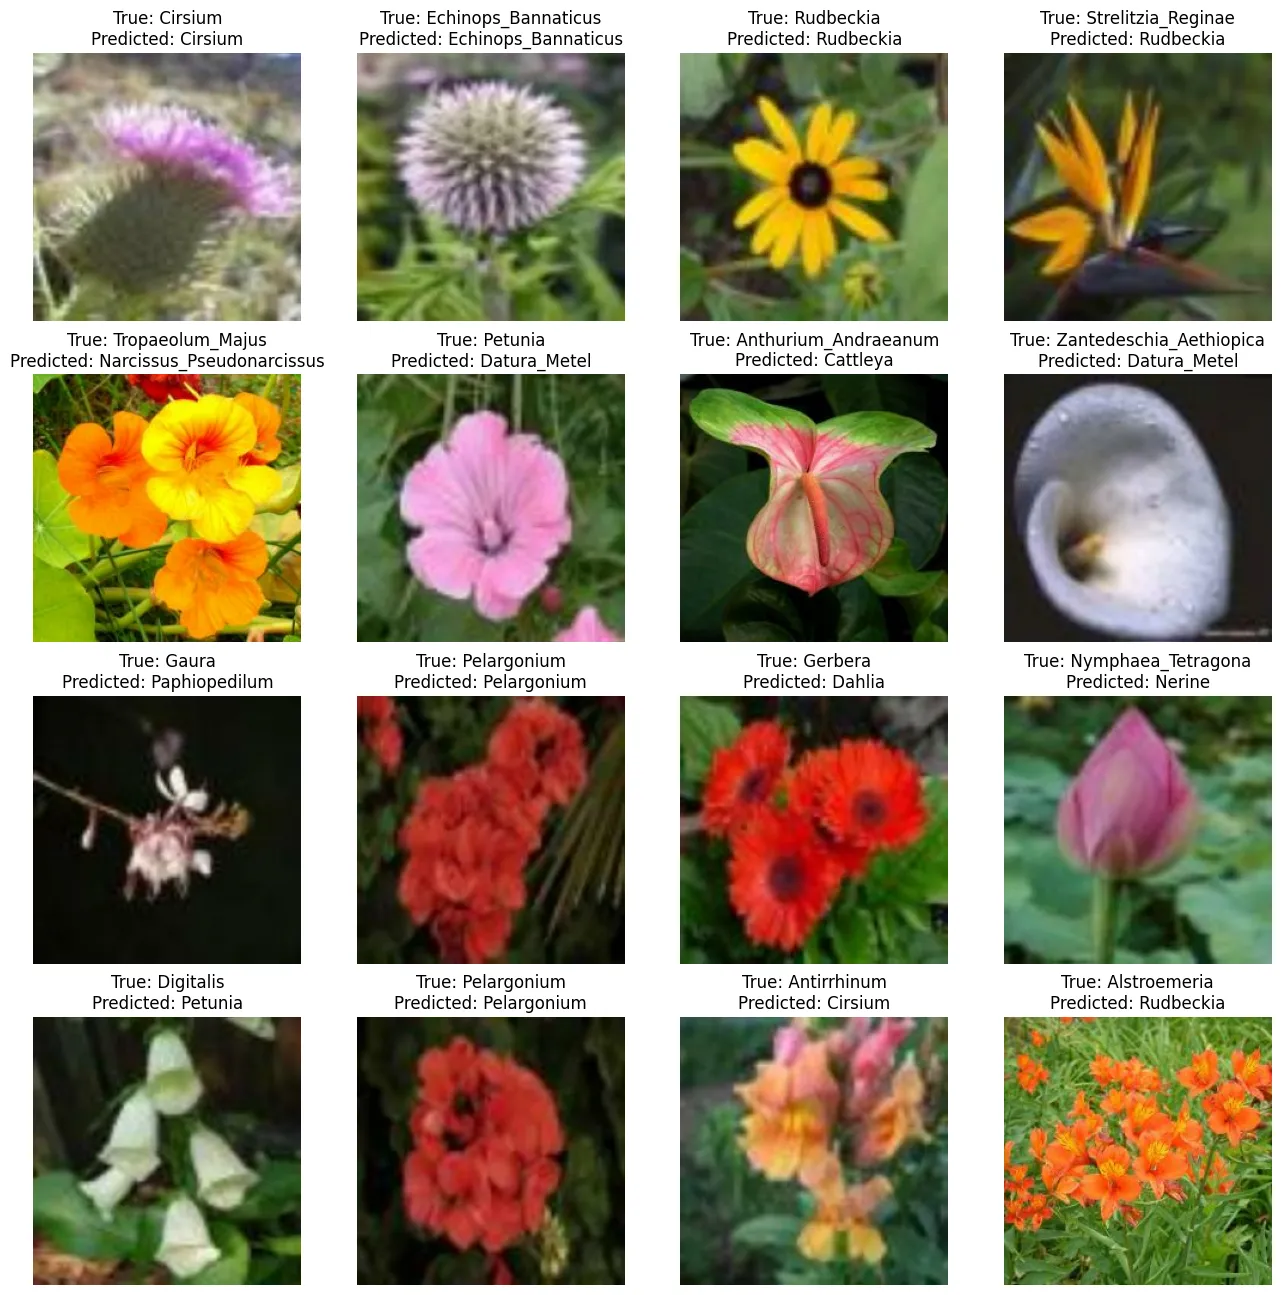 True: Cirsium
Predicted: Cirsium
True: Echinops_Bannaticus
Predicted: Echinops_Bannaticus
True: Rudbeckia
Predicted: Rudbeckia
True: Strelitzia_Reginae
Predicted: Rudbeckia
True: Tropaeolum_Majus
Predicted: Narcissus_Pseudonarcissus
True: Petunia
Predicted: Datura_Metel
True: Anthurium_Andraeanum
Predicted: Cattleya
True: Zantedeschia_Aethiopica
Predicted: Datura_Metel
True: Gaura
Predicted: Paphiopedilum
True: Pelargonium
Predicted: Pelargonium
True: Gerbera
Predicted: Dahlia
True: Nymphaea_Tetragona
Predicted: Nerine
True: Digitalis
Predicted: Petunia
True: Pelargonium
Predicted: Pelargonium
True: Antirrhinum
Predicted: Cirsium
True: Alstroemeria
Predicted: Rudbeckia